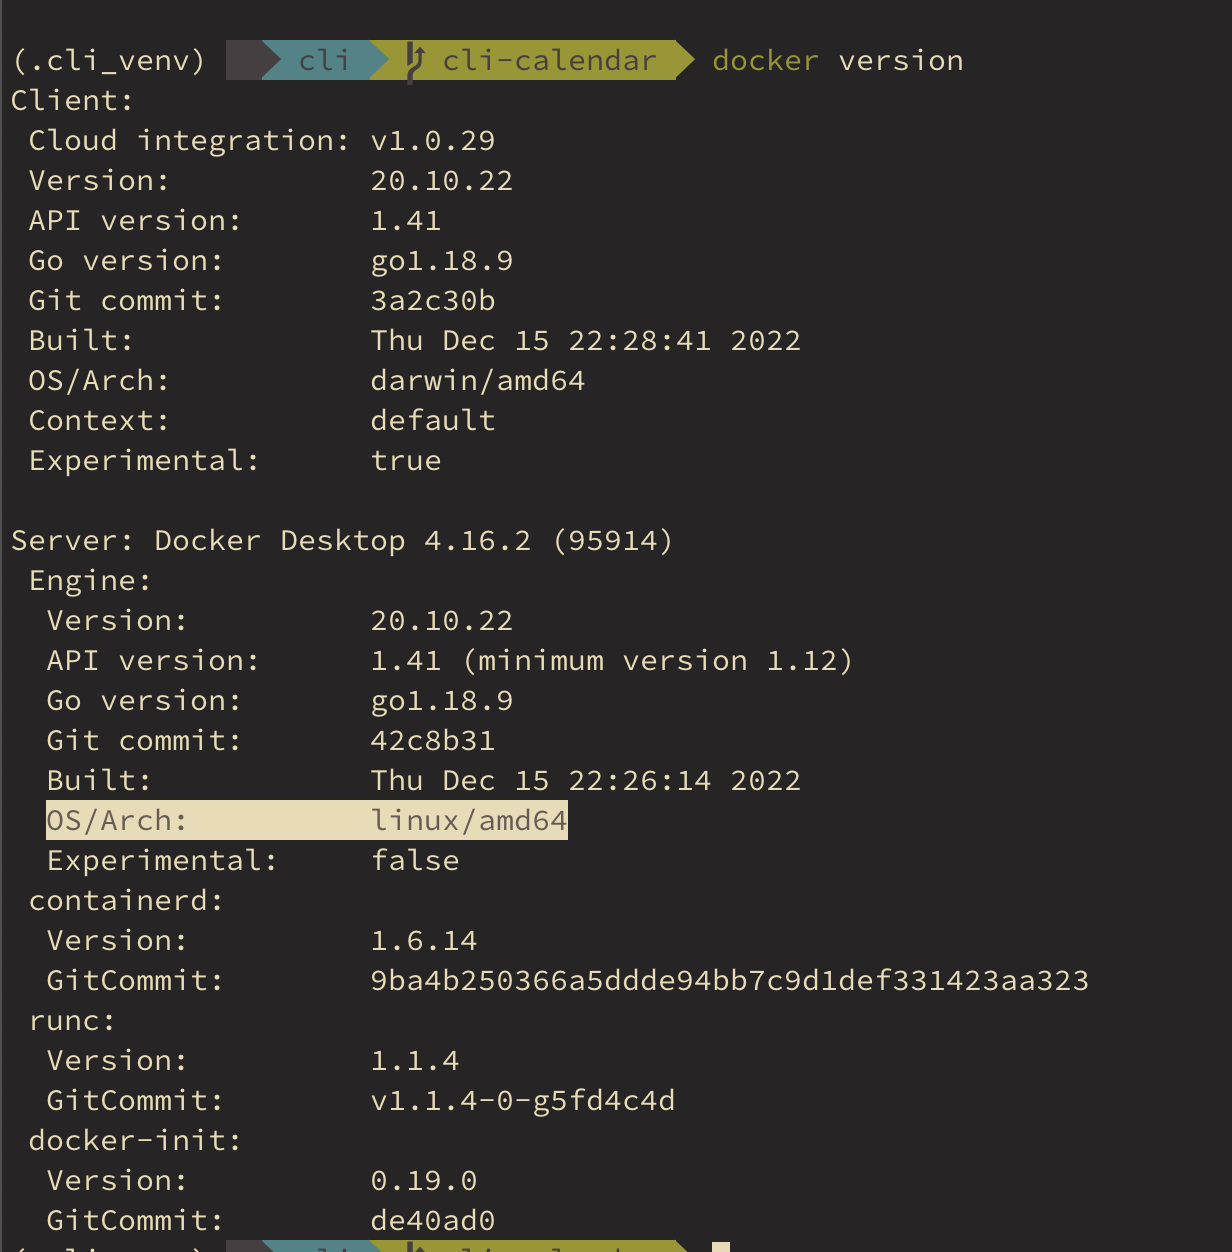 (.cli_venv) cli cli-calendar docker version
Client:
Cloud integration: v1.0.29
Version: 20.10.22
API version: 1.41
Go version: go1.18.9
Git commit: 3a2c30b
Built: Thu Dec 15 22:28:41 2022
OS/Arch: darwin/amd64
Context: default
Experimental: true
Server: Docker Desktop 4.16.2 (95914)
Engine:
Version: 20.10.22
API version: 1.41 (minimum version 1.12)
Go version: go1.18.9
Git commit: 42c8b31
Built: Thu Dec 15 22:26:14 2022
OS/Arch: linux/amd64
Experimental: false
containerd:
Version: 1.6.14
GitCommit: 9ba4b250366a5ddde94bb7c9d1def331423aa323
runc:
Version: 1.1.4
GitCommit: v1.1.4-0-g5fd4c4d
docker-init:
Version: 0.19.0
GitCommit: de40ad0